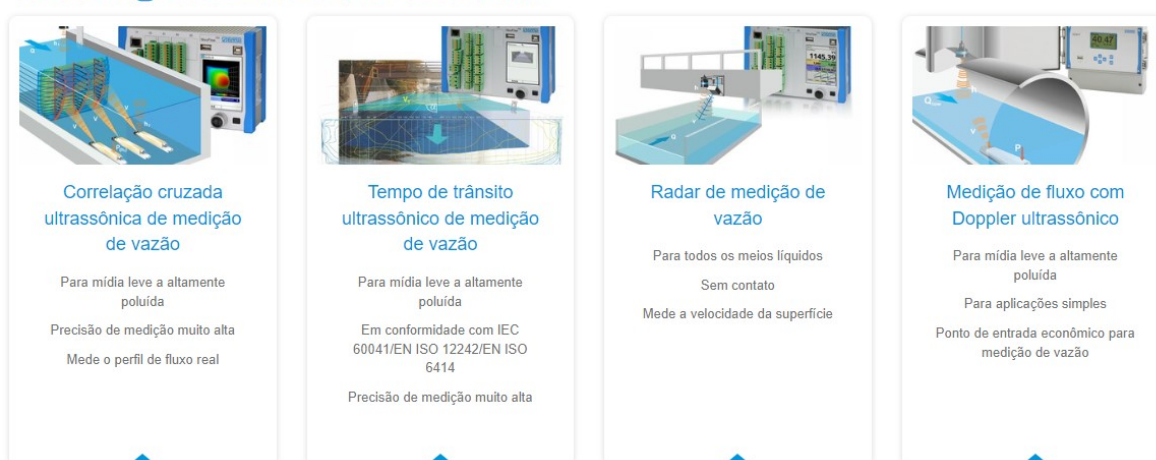 Correlação cruzada
ultrassônica de medição
de vazão
Para mídia leve a altamente
poluída
Precisão de medição muito alta
Mede o perfil de fluxo real
Tempo de trânsito
ultrassônico de medição
de vazão
Para mídia leve a altamente
poluída
Em conformidade com IEC
60041/EN ISO 12242/EN ISO
6414
Precisão de medição muito alta
1145,39
Radar de medição de
vazão
Para todos os meios líquidos
Sem contato
Mede a velocidade da superfície
40.47
Medição de fluxo com
Doppler ultrassônico
Para mídia leve a altamente
poluída
Para aplicações simples
Ponto de entrada econômico para
medição de vazão